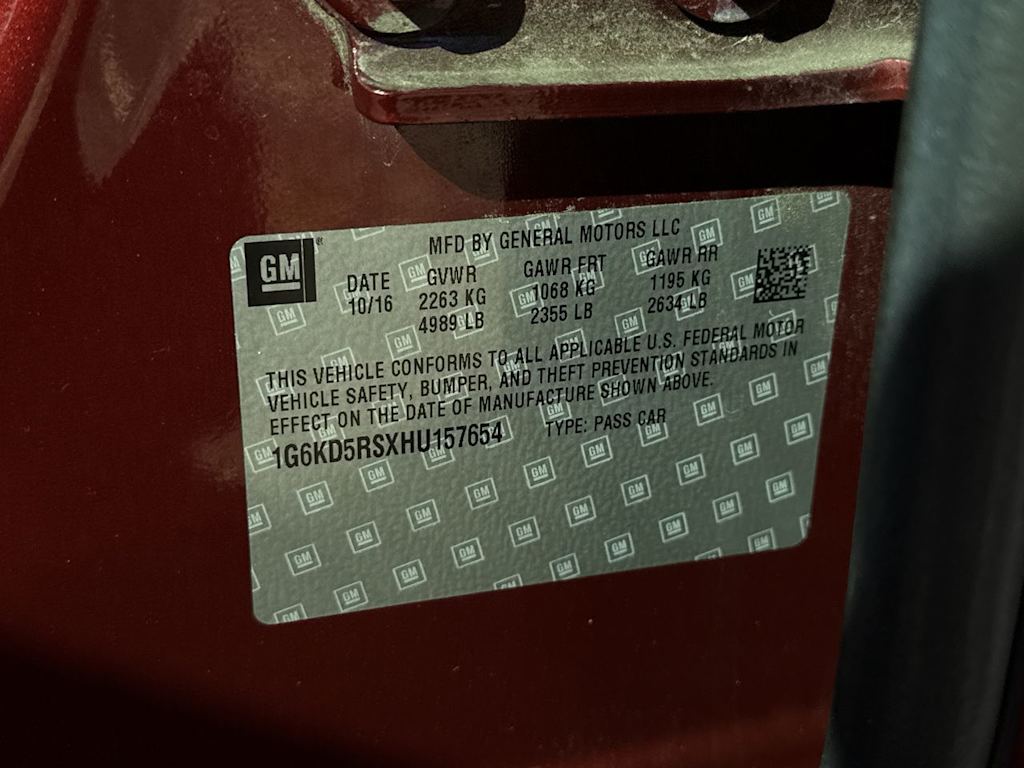 GM
MFD BY GENERAL MOTORS LLC
DATE GVWR GAWR FRT GAWR RR
10/16 2263 KG 1068 KG 1195 KG
4989 LB 2355 LB 2634 LB
THIS VEHICLE CONFORMS TO ALL APPLICABLE U.S. FEDERAL MOTOR
VEHICLE SAFETY, BUMPER, AND THEFT PREVENTION STANDARDS IN
EFFECT ON THE DATE OF MANUFACTURE SHOWN ABOVE.
1G6KD5RSXHU157654 TYPE: PASS CAR